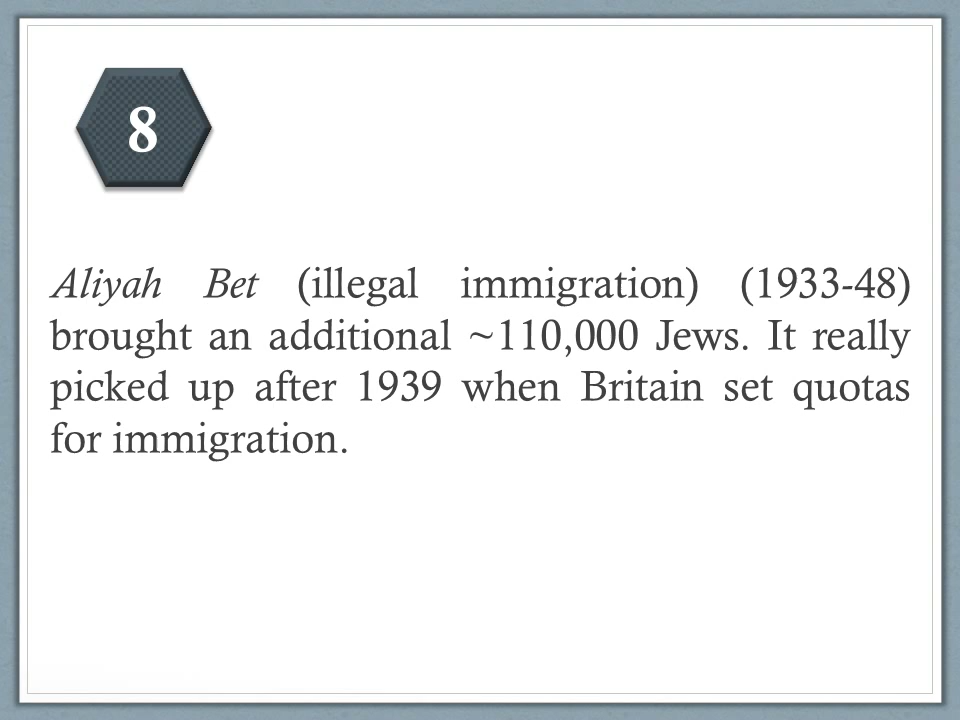 8
Aliyah Bet (illegal immigration) (1933-48)
brought an additional ~110,000 Jews. It really
picked up after 1939 when Britain set quotas
for immigration.